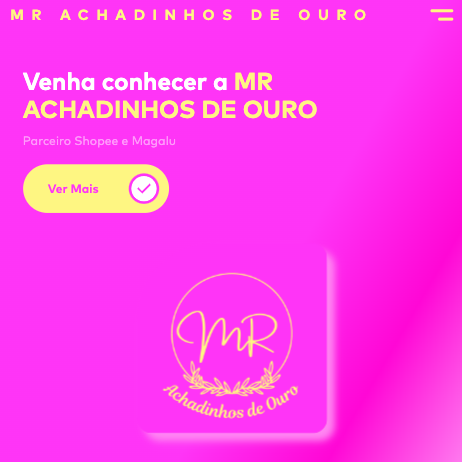 MR ACHADINHOS DE OURO
Venha conhecer a MR
ACHADINHOS DE OURO
Parceiro Shopee e Magalu
Ver Mais
MR
Achadinhos de Ouro